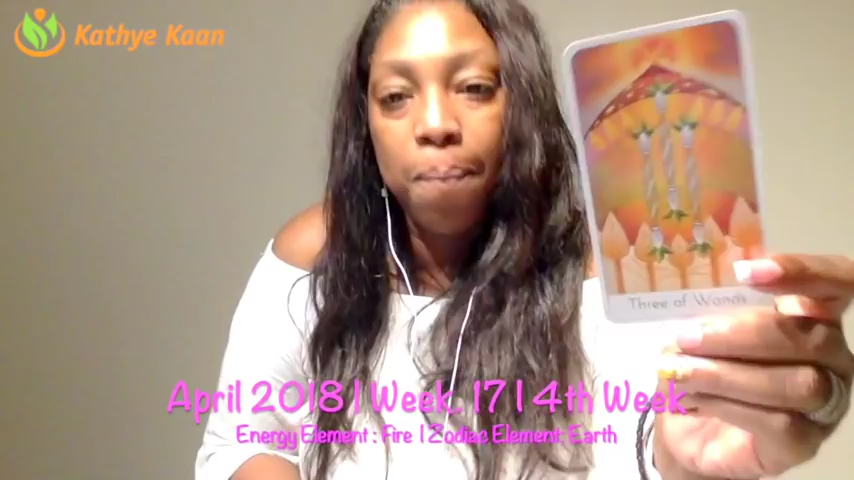 Kathye Kaan
Three of Wands
April 2018 | Week. 17 | 4th Week
Energy Element : Fire | Zodiac Element: Earth